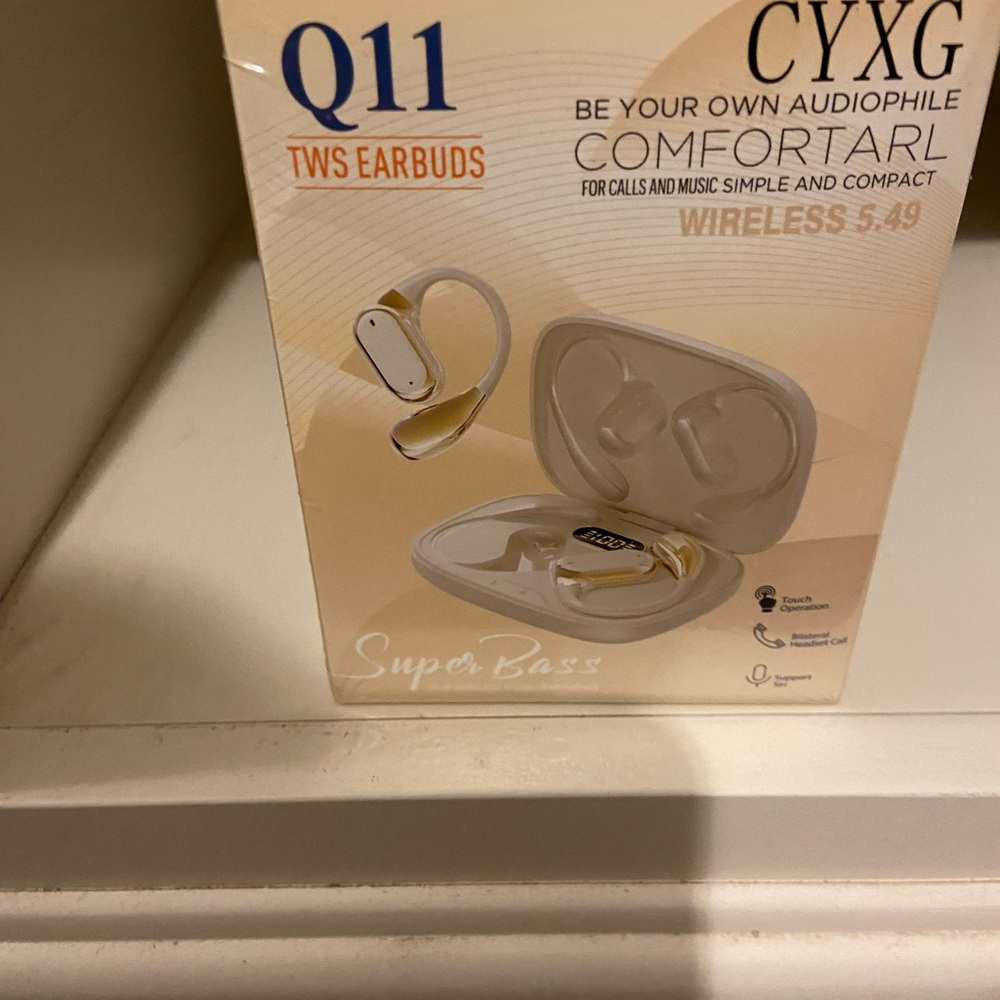 Q11
TWS EARBUDS
CYXG
BE YOUR OWN AUDIOPHILE
COMFORTARL
FOR CALLS AND MUSIC SIMPLE AND COMPACT
WIRELESS 5.49
Touch
Operation
Bilateral
Headset Call
Support
Siri
Super Bass